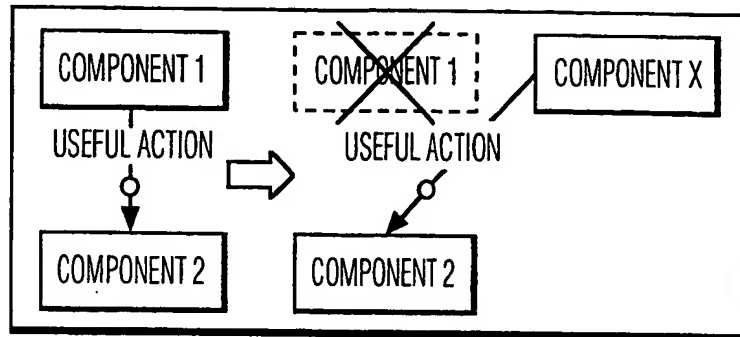 COMPONENT 1
USEFUL ACTION
COMPONENT 2
COMPONENT 1
COMPONENT X
USEFUL ACTION
COMPONENT 2